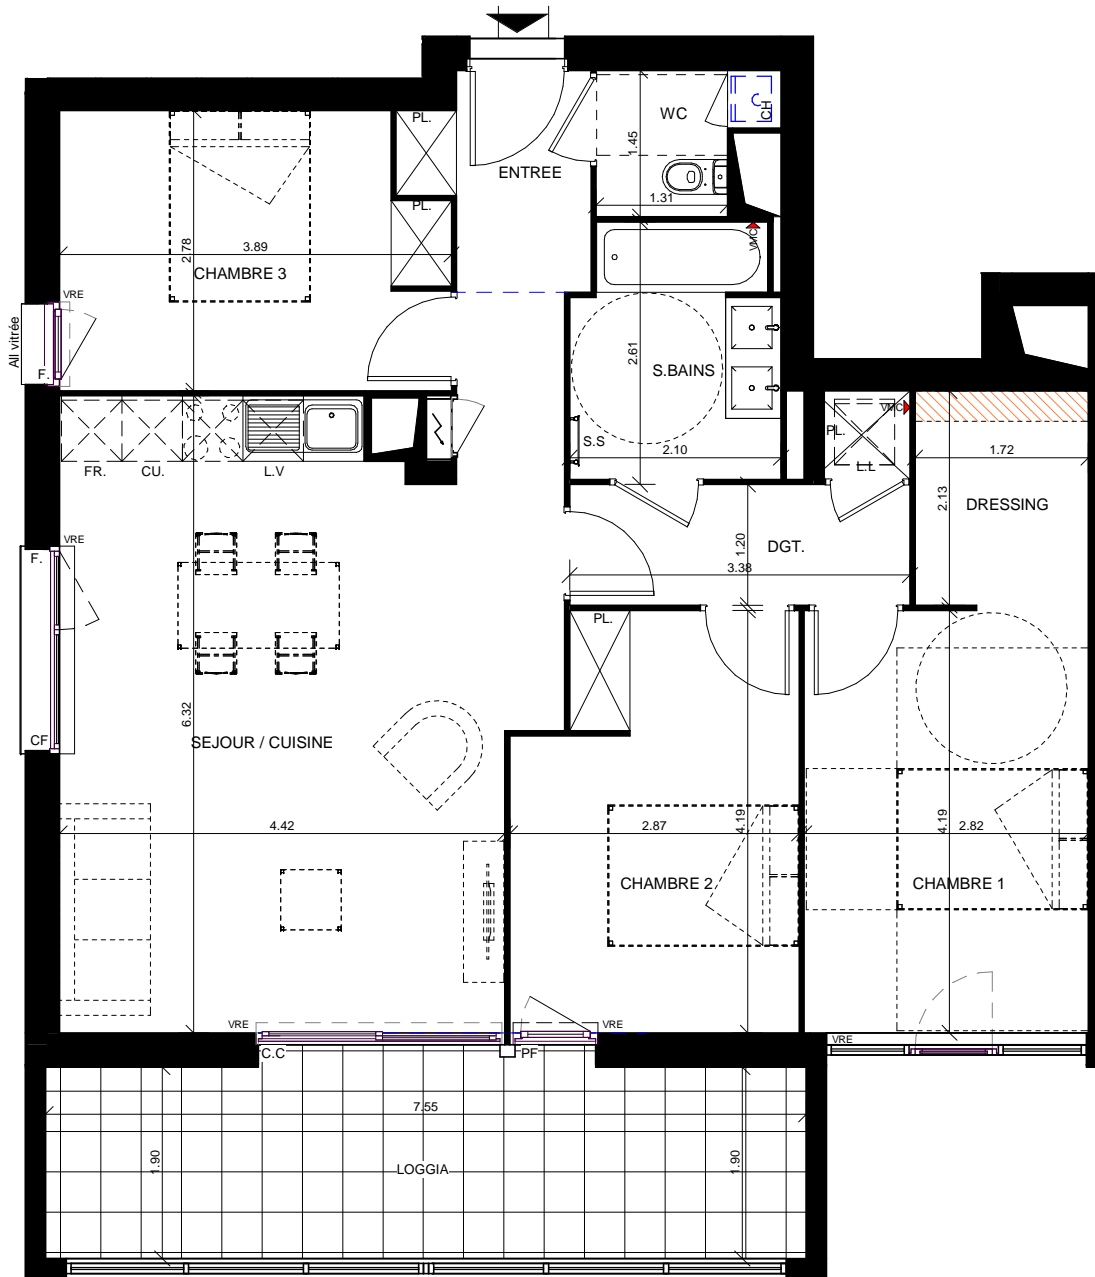 PL.
WC
CH
1.45
ENTREE
1.31
PL.
VMC
2.78
3.89
CHAMBRE 3
VRE
All vitrée
F.
2.61
S.BAINS
S.S
2.10
VMC
PL.
L.L
1.72
FR.
CU.
L.V
2.13
DRESSING
F.
VRE
1.20
DGT.
3.38
PL.
CF
6.32
SEJOUR / CUISINE
4.42
2.87
4.19
4.19
2.82
CHAMBRE 2
CHAMBRE 1
VRE
C.C
PF
VRE
VRE
7.55
1.90
LOGGIA
1.90